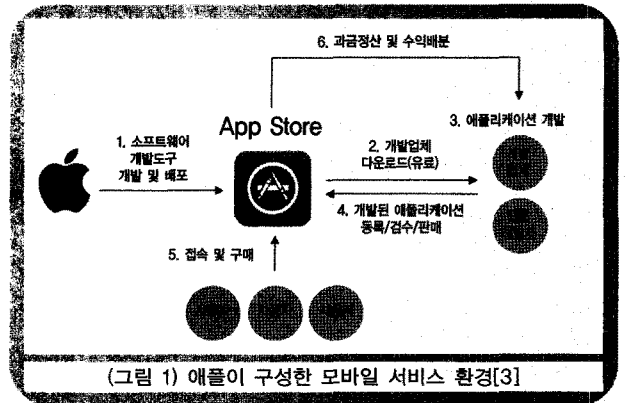 6. 과금정산 및 수익배분
App Store
3. 애플리케이션 개발
1. 소프트웨어
개발도구
개발 및 배포
2. 개발업체
다운로드(유료)
4. 개발된 애플리케이션
등록/검수/판매
5. 접속 및 구매
(그림 1) 애플이 구성한 모바일 서비스 환경[3]